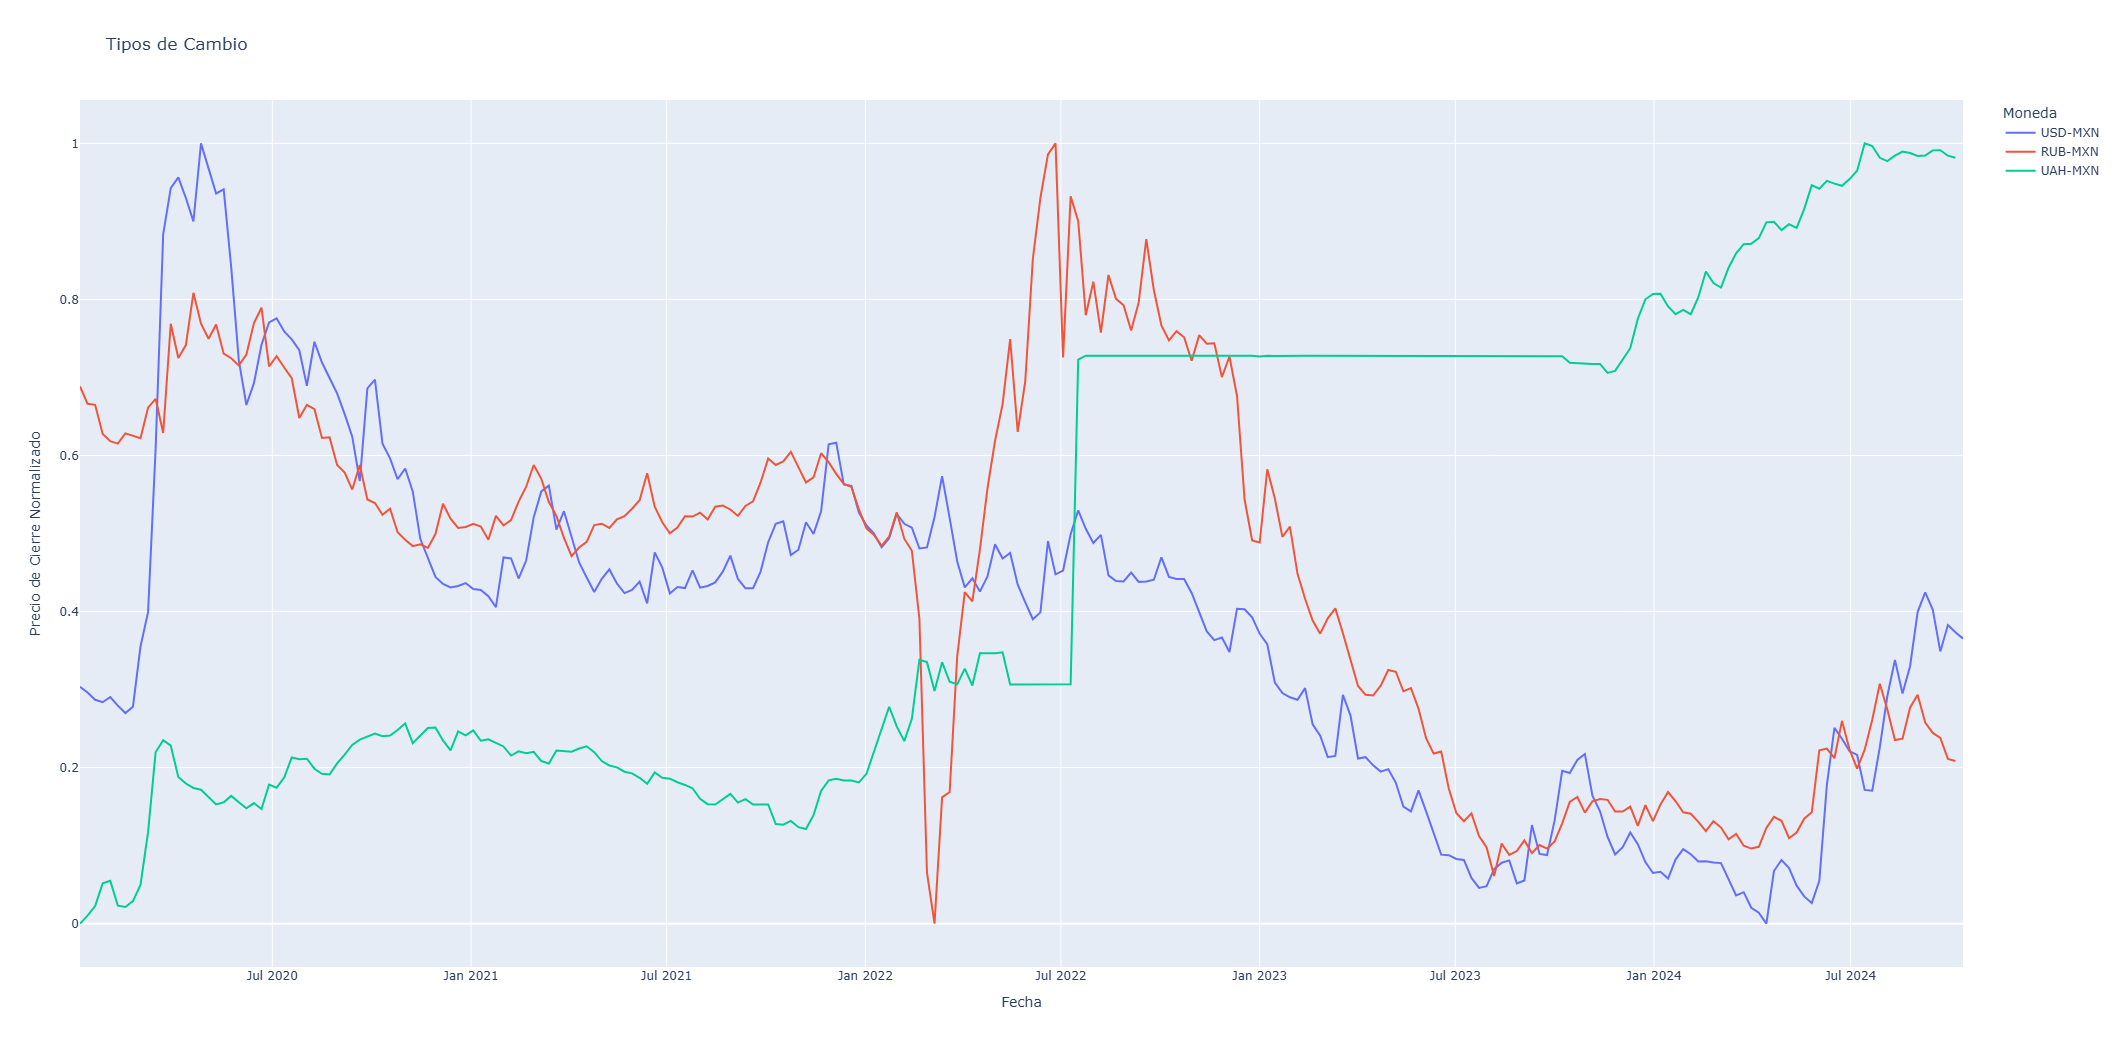 Tipos de Cambio
Moneda
USD-MXN
RUB-MXN
UAH-MXN
Precio de Cierre Normalizado
1
0.8
0.6
0.4
0.2
0
Jul 2020 Jan 2021 Jul 2021 Jan 2022 Jul 2022 Jan 2023 Jul 2023 Jan 2024 Jul 2024
Fecha